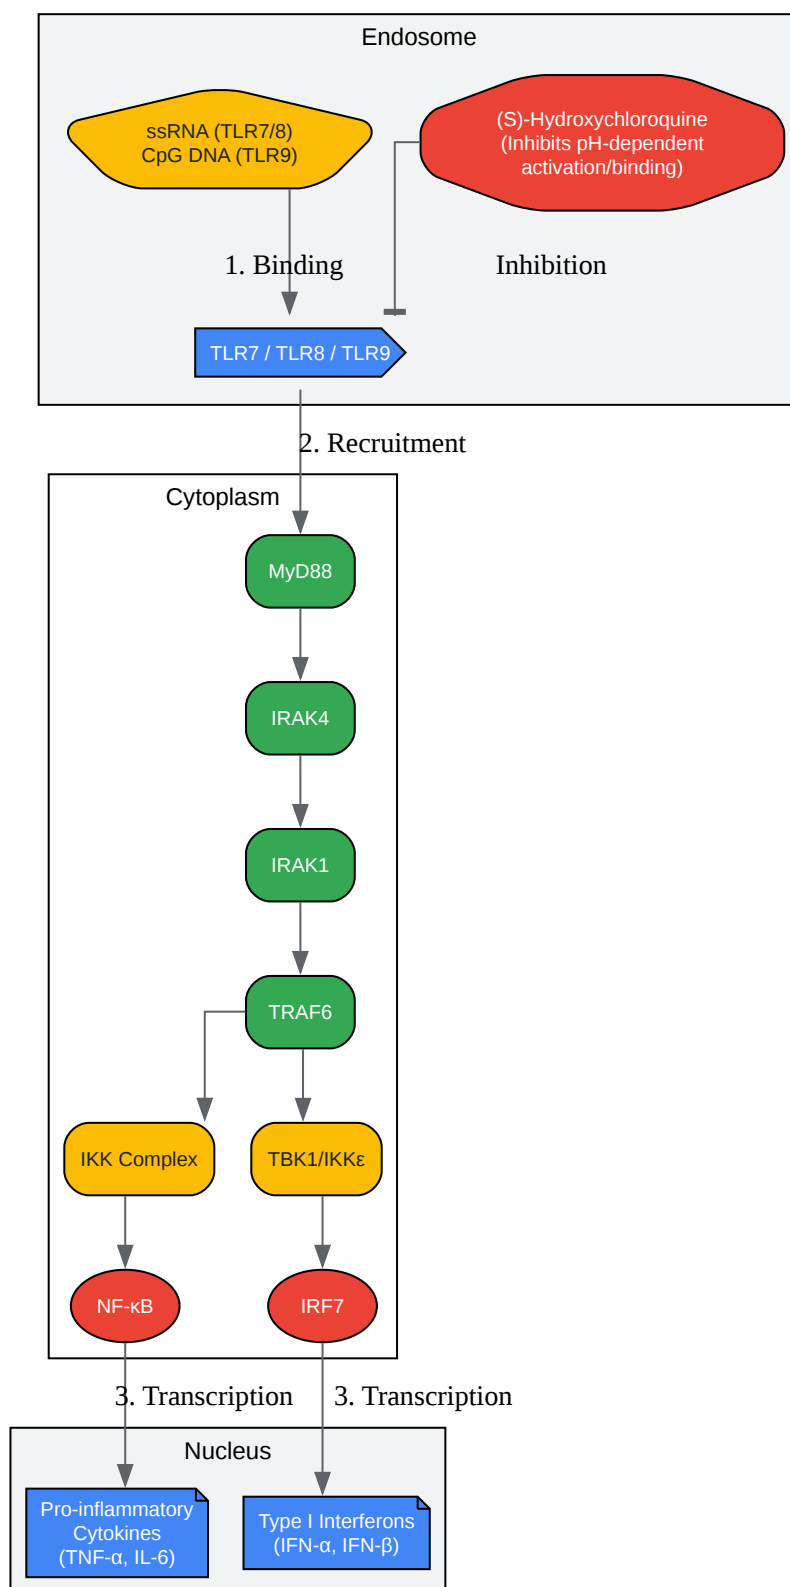 Endosome
ssRNA (TLR7/8)
CpG DNA (TLR9)
(S)-Hydroxychloroquine
(Inhibits pH-dependent
activation/binding)
1. Binding
Inhibition
TLR7 / TLR8 / TLR9
2. Recruitment
Cytoplasm
MyD88
IRAK4
IRAK1
TRAF6
IKK Complex
TBK1/IKKε
NF-κB
IRF7
3. Transcription
3. Transcription
Nucleus
Pro-inflammatory
Cytokines
(TNF-α, IL-6)
Type I Interferons
(IFN-α, IFN-β)